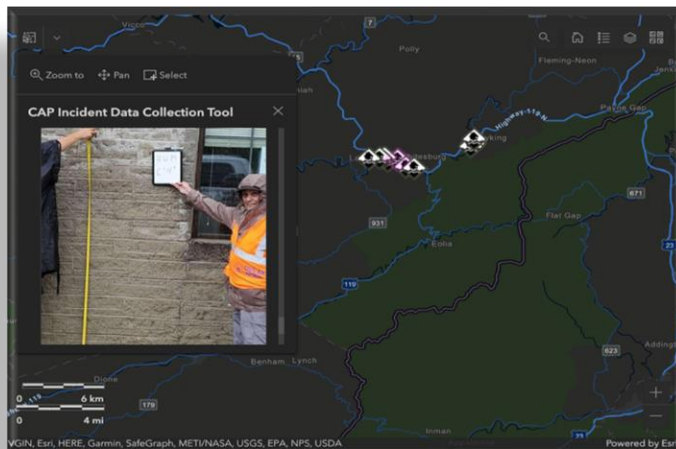 Vicco
7
Polly
Fleming-Neon
Zoom to Pan Select
Payne Gap
Highway-119-N
CAP Incident Data Collection Tool
931
671
Flat Gap
Eolia
23
119
Addingt
623
Benham Lynch
Dione
0 6 km
179
0 4 mi
Inman
23
VGIN, Esri, HERE, Garmin, SafeGraph, METI/NASA, USGS, EPA, NPS, USDA
Powered by Esri